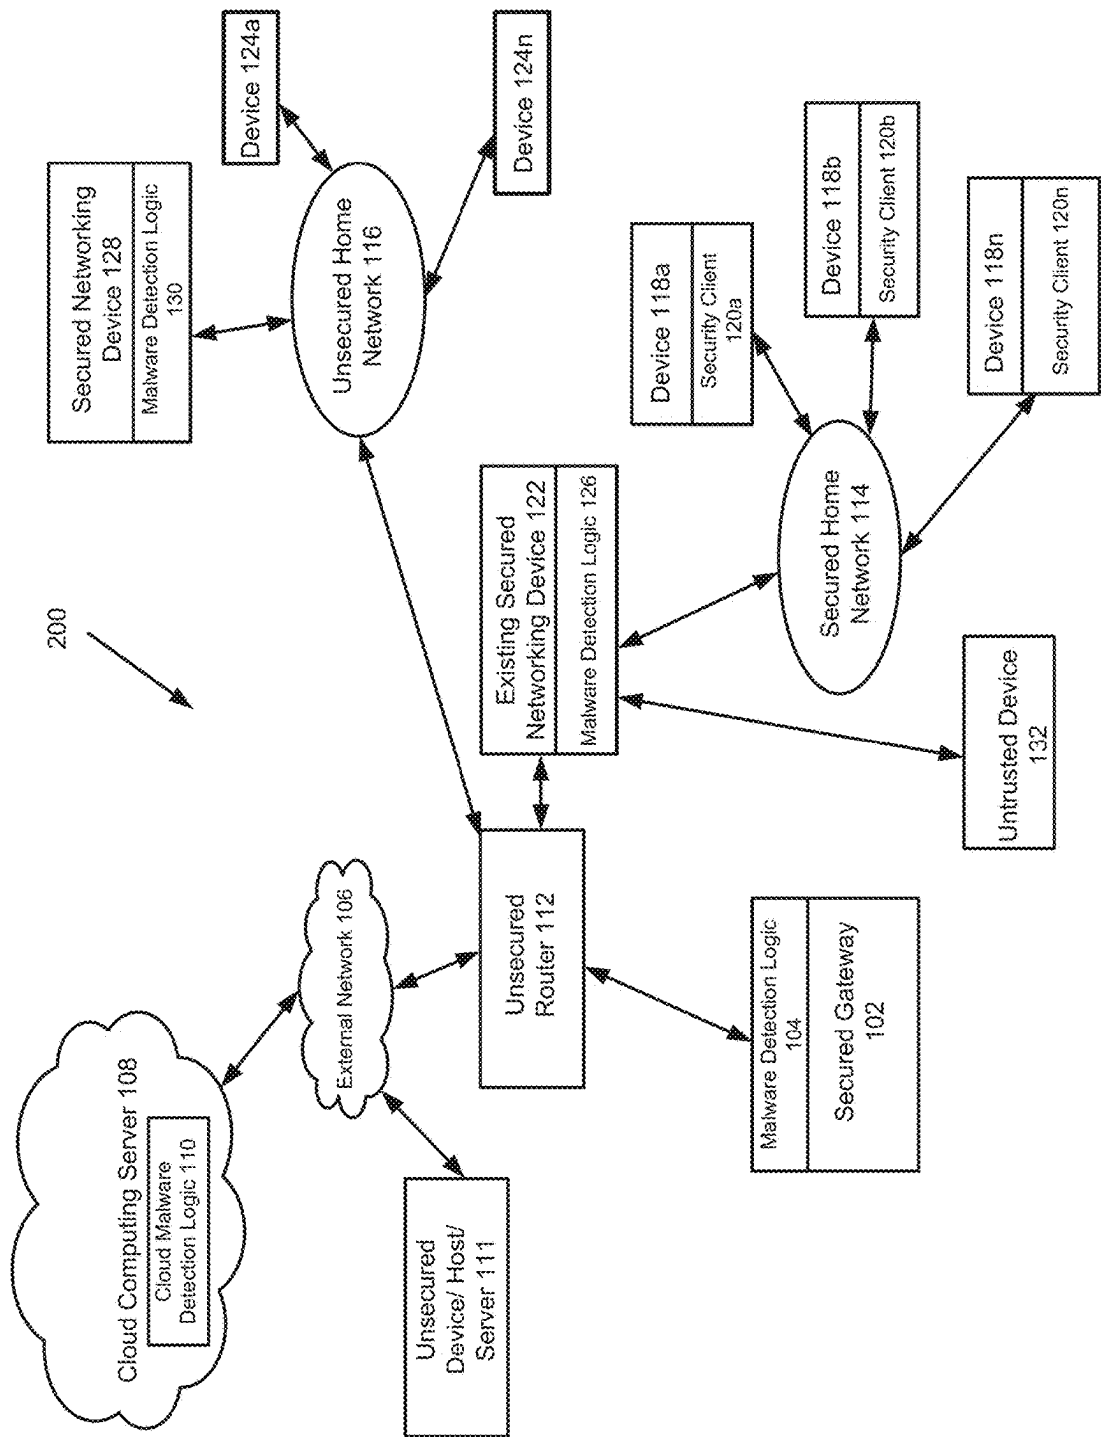 200
Cloud Computing Server 108
Cloud Malware
Detection Logic 110
External Network 106
Unsecured
Device/ Host/
Server 111
Unsecured
Router 112
Malware Detection Logic
104
Secured Gateway
102
Secured Networking
Device 128
Malware Detection Logic
130
Unsecured Home
Network 116
Device 124a
Device 124n
Existing Secured
Networking Device 122
Malware Detection Logic 126
Untrusted Device
132
Secured Home
Network 114
Device 118a
Security Client
120a
Device 118b
Security Client 120b
Device 118n
Security Client 120n